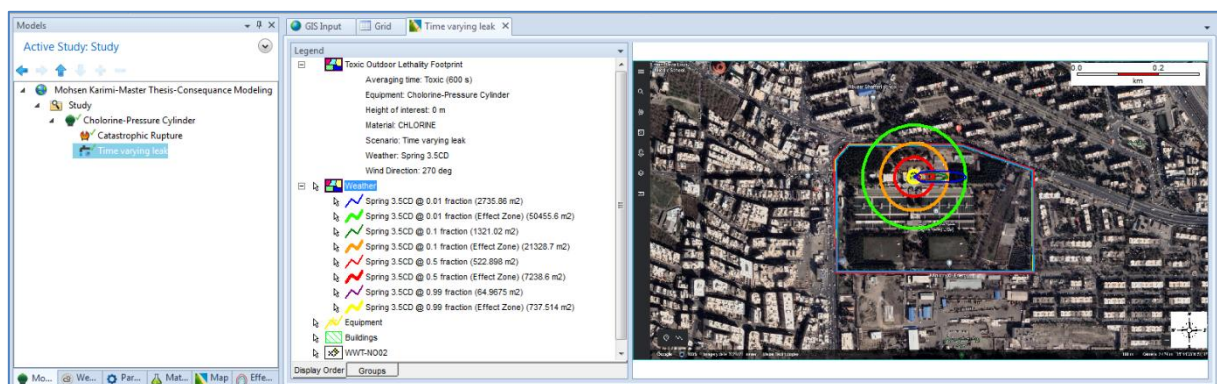 Models
Active Study: Study
Mohsen Karimi-Master Thesis-Consequance Modeling
Study
Cholorine-Pressure Cylinder
Catastrophic Rupture
Time varying leak
Mo...
We...
Par...
Mat...
Map
Effe...
GIS Input
Grid
Time varying leak
Legend
Toxic Outdoor Lethality Footprint
Averaging time: Toxic (600 s)
Equipment: Cholorine-Pressure Cylinder
Height of interest: 0 m
Material: CHLORINE
Scenario: Time varying leak
Weather: Spring 3.5CD
Wind Direction: 270 deg
Weather
Spring 3.5CD @ 0.01 fraction (2735.86 m2)
Spring 3.5CD @ 0.01 fraction (Effect Zone) (50455.6 m2)
Spring 3.5CD @ 0.1 fraction (1321.02 m2)
Spring 3.5CD @ 0.1 fraction (Effect Zone) (21328.7 m2)
Spring 3.5CD @ 0.5 fraction (522.898 m2)
Spring 3.5CD @ 0.5 fraction (Effect Zone) (7238.6 m2)
Spring 3.5CD @ 0.99 fraction (64.9675 m2)
Spring 3.5CD @ 0.99 fraction (Effect Zone) (737.514 m2)
Equipment
Buildings
WWT-NO02
Display Order
Groups
0.0 0.2
km
Google